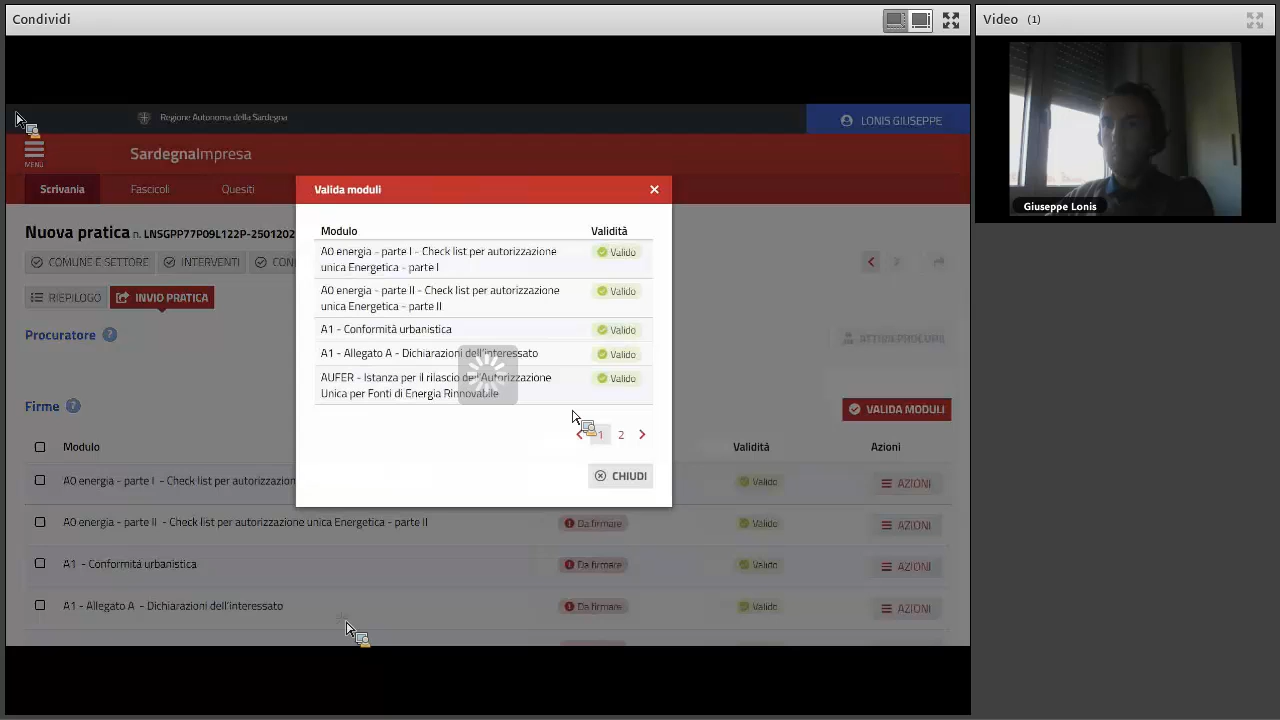 Condividi
Video (1)
Giuseppe Lonis
Regione Autonoma della Sardegna
LONIS GIUSEPPE
MENÙ
SardegnaImpresa
Scrivania Fascicoli Quesiti
Nuova pratica n. LNSGPP77P09L122P-2501202
COMUNE E SETTORE INTERVENTI
RIEPILOGO INVIO PRATICA
Procuratore ?
Firme ?
VALIDA MODULI
Modulo Validità Azioni
A0 energia - parte I - Check list per autorizzazion Valido AZIONI
A0 energia - parte II - Check list per autorizzazione unica Energetica - parte II Da firmare Valido AZIONI
A1 - Conformità urbanistica Da firmare Valido AZIONI
A1 - Allegato A - Dichiarazioni dell'interessato Da firmare Valido AZIONI
Valida moduli
Modulo Validità
A0 energia - parte I - Check list per autorizzazione Valido
unica Energetica - parte I
A0 energia - parte II - Check list per autorizzazione Valido
unica Energetica - parte II
A1 - Conformità urbanistica Valido
A1 - Allegato A - Dichiarazioni dell'interessato Valido
AUFER - Istanza per il rilascio dell'Autorizzazione Valido
Unica per Fonti di Energia Rinnovabile
1 2
CHIUDI